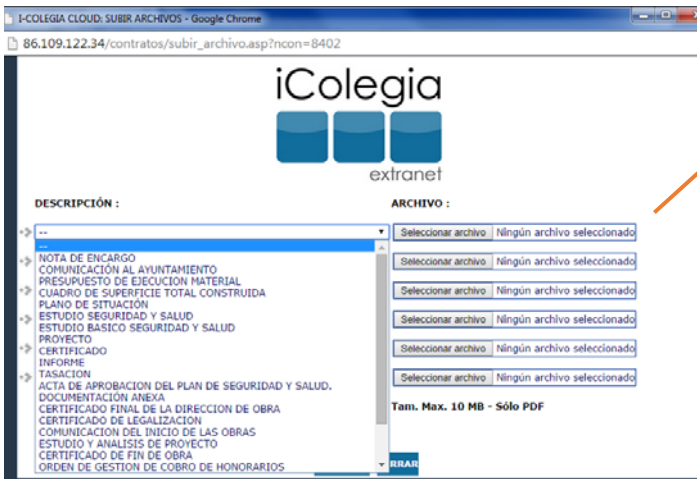 I-COLEGIA CLOUD: SUBIR ARCHIVOS - Google Chrome
86.109.122.34/contratos/subir_archivo.asp?ncon=8402
iColegia
extranet
DESCRIPCIÓN : ARCHIVO :
-- Seleccionar archivo Ningún archivo seleccionado
--
NOTA DE ENCARGO Seleccionar archivo Ningún archivo seleccionado
COMUNICACIÓN AL AYUNTAMIENTO
PRESUPUESTO DE EJECUCION MATERIAL
CUADRO DE SUPERFICIE TOTAL CONSTRUIDA Seleccionar archivo Ningún archivo seleccionado
PLANO DE SITUACIÓN
ESTUDIO SEGURIDAD Y SALUD Seleccionar archivo Ningún archivo seleccionado
ESTUDIO BASICO SEGURIDAD Y SALUD
PROYECTO
CERTIFICADO Seleccionar archivo Ningún archivo seleccionado
INFORME
TASACION Seleccionar archivo Ningún archivo seleccionado
ACTA DE APROBACION DEL PLAN DE SEGURIDAD Y SALUD.
DOCUMENTACIÓN ANEXA
CERTIFICADO FINAL DE LA DIRECCION DE OBRA Tam. Max. 10 MB - Sólo PDF
CERTIFICADO DE LEGALIZACION
COMUNICACION DEL INICIO DE LAS OBRAS
ESTUDIO Y ANALISIS DE PROYECTO
CERTIFICADO DE FIN DE OBRA
ORDEN DE GESTION DE COBRO DE HONORARIOS RRAR